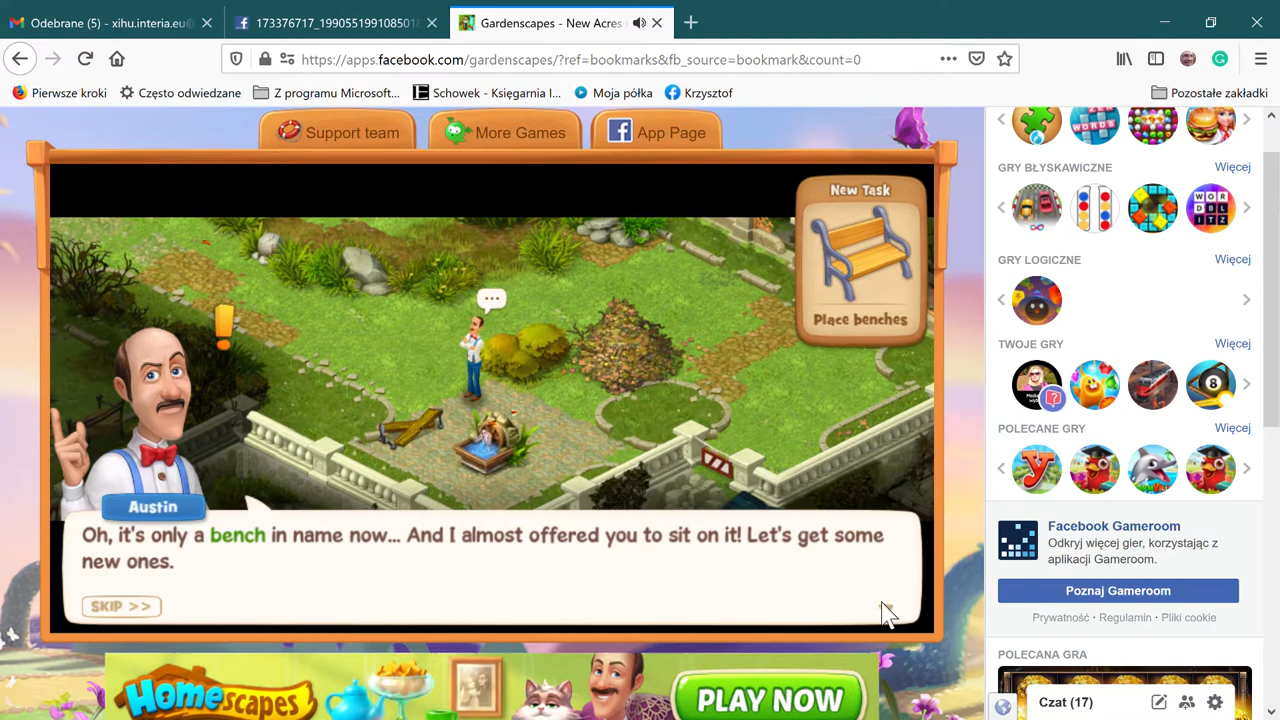 Odebrane (5) - xihu.interia.eu@
173376717_1990551991085018
Gardenscapes - New Acres
https://apps.facebook.com/gardenscapes/?ref=bookmarks&fb_source=bookmark&count=0
Pierwsze kroki
Często odwiedzane
Z programu Microsoft...
Schowek - Księgarnia I...
Moja półka
Krzysztof
Pozostałe zakładki
Support team
More Games
App Page
New Task
Place benches
Austin
Oh, it's only a bench in name now... And I almost offered you to sit on it! Let's get some
new ones.
SKIP >>
Homescapes
PLAY NOW
WORDS
GRY BŁYSKAWICZNE
Więcej
WORDBLITZ
GRY LOGICZNE
Więcej
TWOJE GRY
Więcej
8
POLECANE GRY
Więcej
Facebook Gameroom
Odkryj więcej gier, korzystając z
aplikacji Gameroom.
Poznaj Gameroom
Prywatność · Regulamin · Pliki cookie
POLECANA GRA
Czat (17)